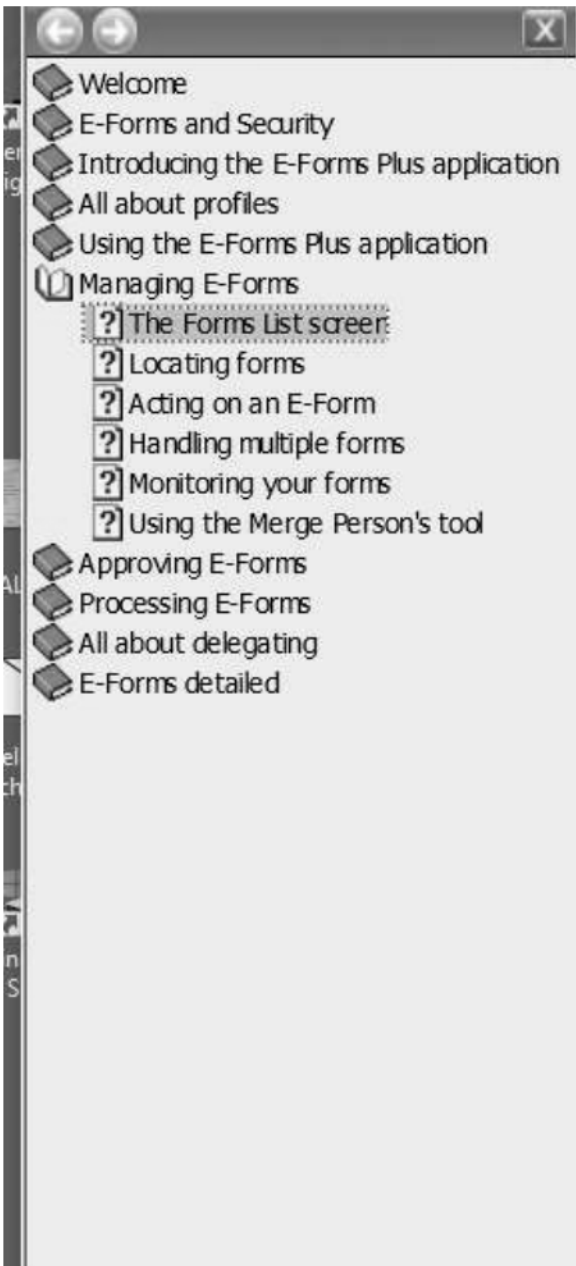 Welcome
E-Forms and Security
Introducing the E-Forms Plus application
All about profiles
Using the E-Forms Plus application
Managing E-Forms
The Forms List screen
Locating forms
Acting on an E-Form
Handling multiple forms
Monitoring your forms
Using the Merge Person's tool
Approving E-Forms
Processing E-Forms
All about delegating
E-Forms detailed